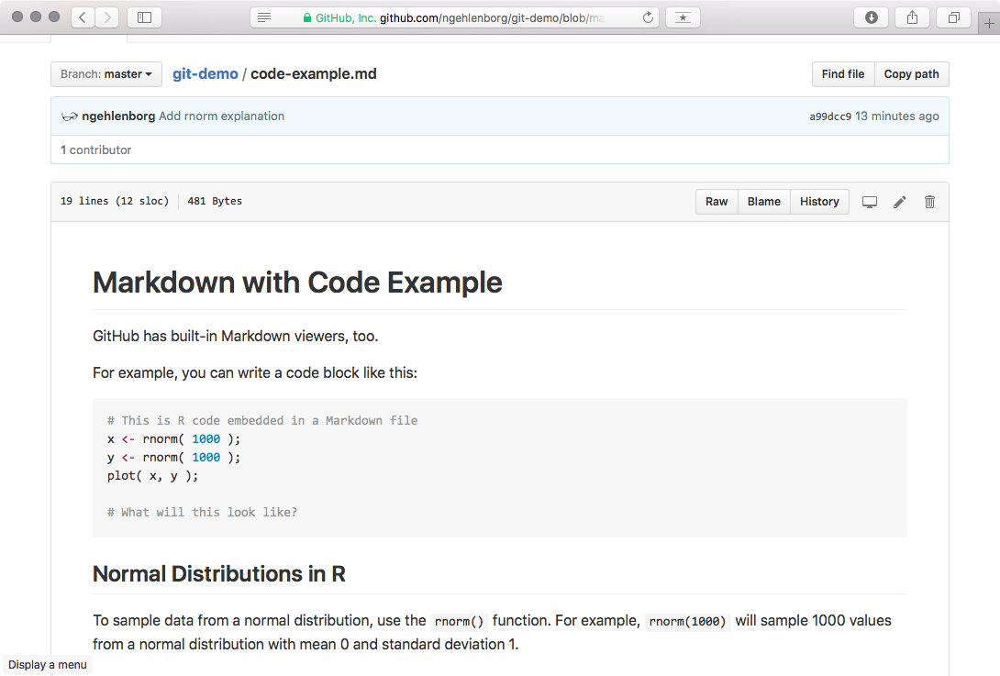 GitHub, Inc. github.com/ngehlenborg/git-demo/blob/ma
Branch: master git-demo / code-example.md Find file Copy path
ngehlenborg Add rnorm explanation a99dcc9 13 minutes ago
1 contributor
19 lines (12 sloc) 481 Bytes Raw Blame History
Markdown with Code Example
GitHub has built-in Markdown viewers, too.
For example, you can write a code block like this:
# This is R code embedded in a Markdown file
x <- rnorm( 1000 );
y <- rnorm( 1000 );
plot( x, y );
# What will this look like?
Normal Distributions in R
To sample data from a normal distribution, use the rnorm() function. For example, rnorm(1000) will sample 1000 values
from a normal distribution with mean 0 and standard deviation 1.
Display a menu